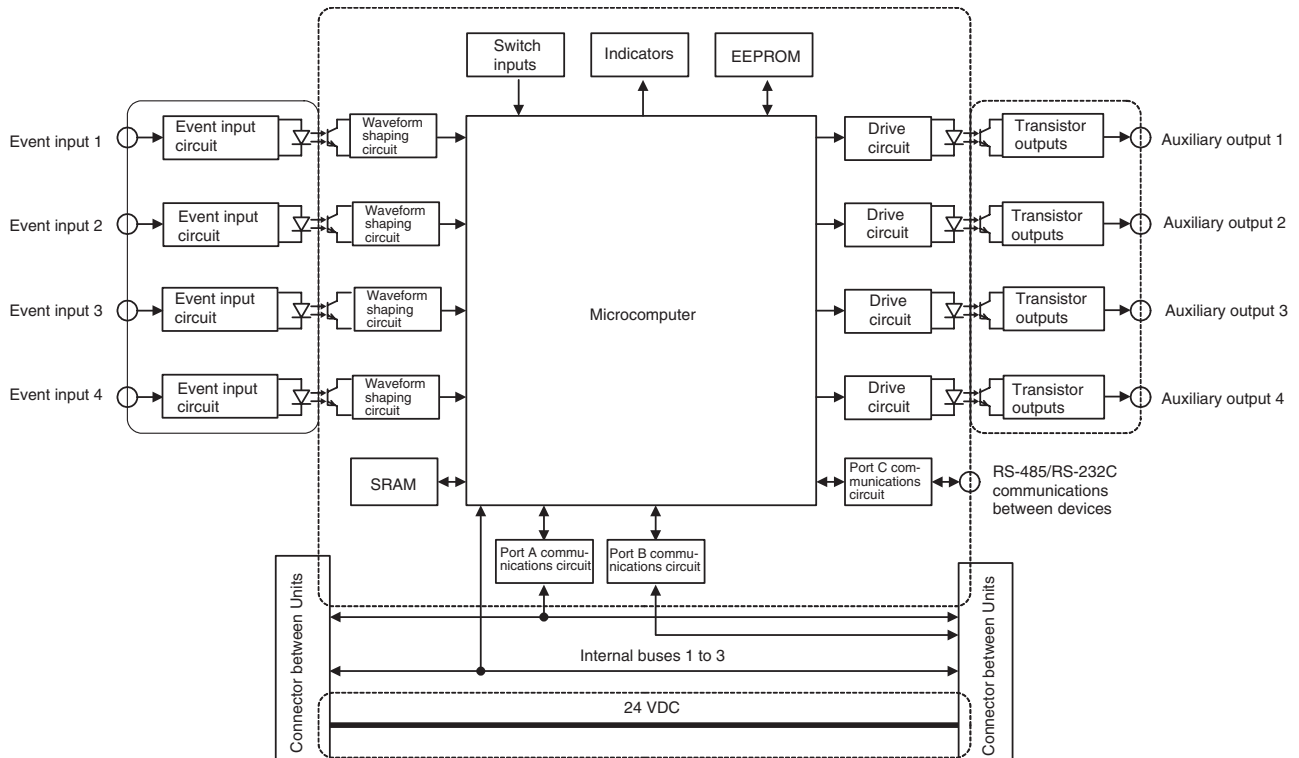 Switch
inputs
Indicators
EEPROM
Event input 1
Event input
circuit
Waveform
shaping
circuit
Drive
circuit
Transistor
outputs
Auxiliary output 1
Event input 2
Event input
circuit
Waveform
shaping
circuit
Drive
circuit
Transistor
outputs
Auxiliary output 2
Event input 3
Event input
circuit
Waveform
shaping
circuit
Microcomputer
Drive
circuit
Transistor
outputs
Auxiliary output 3
Event input 4
Event input
circuit
Waveform
shaping
circuit
Drive
circuit
Transistor
outputs
Auxiliary output 4
SRAM
Port C com-
munications
circuit
RS-485/RS-232C
communications
between devices
Port A commu-
nications circuit
Port B commu-
nications circuit
Connector between Units
Connector between Units
Internal buses 1 to 3
24 VDC